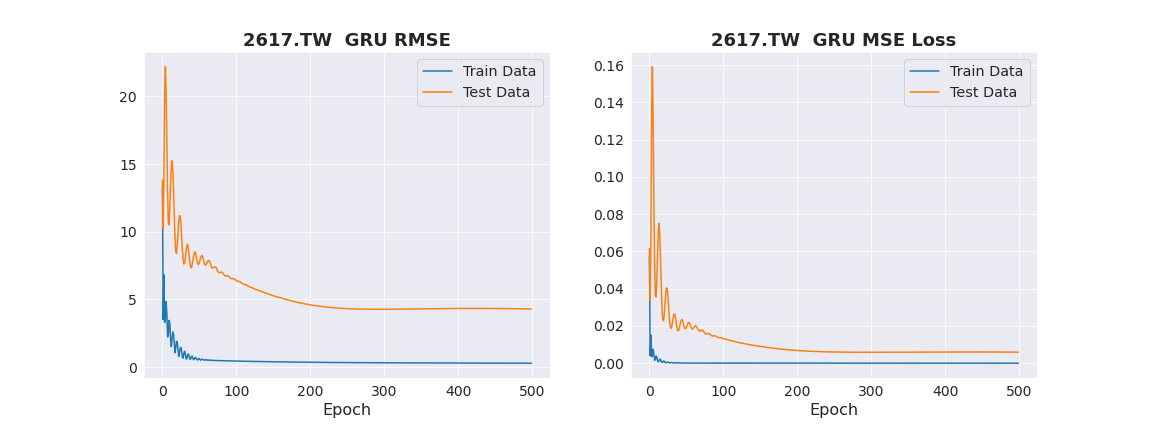 2617.TW  GRU RMSE
Train Data
Test Data
20
15
10
5
0
0 100 200 300 400 500
Epoch
2617.TW  GRU MSE Loss
Train Data
Test Data
0.16
0.14
0.12
0.10
0.08
0.06
0.04
0.02
0.00
0 100 200 300 400 500
Epoch